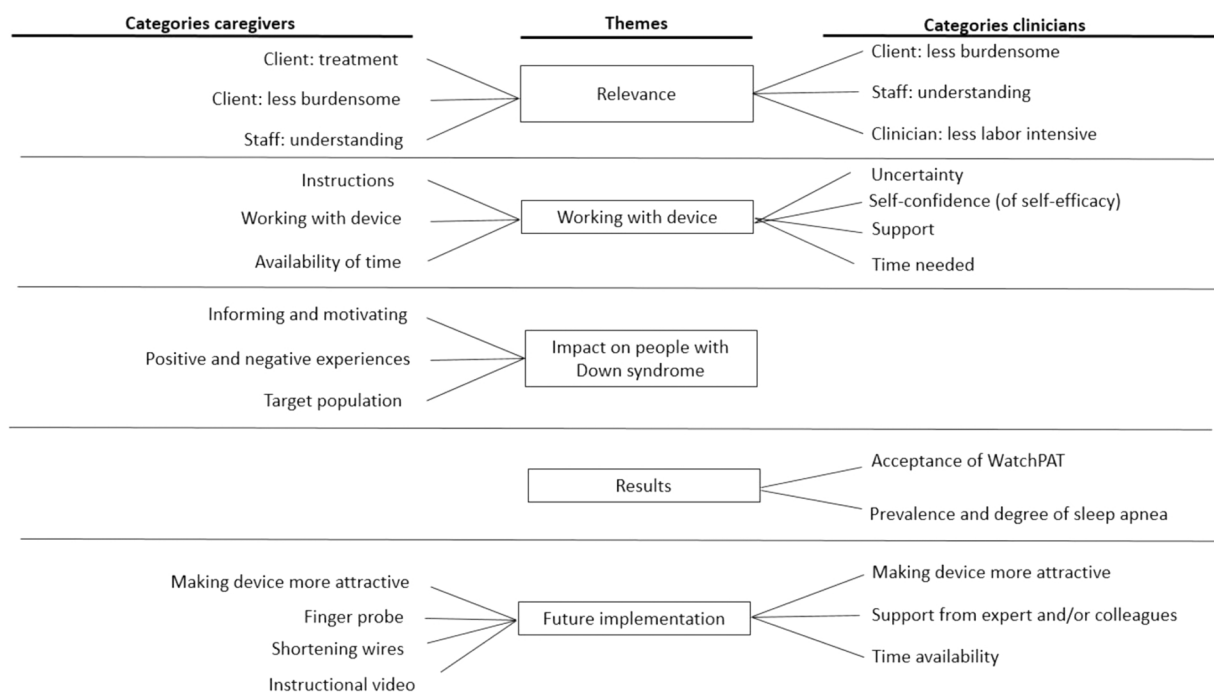 Categories caregivers
Themes
Categories clinicians
Client: treatment
Client: less burdensome
Staff: understanding
Relevance
Client: less burdensome
Staff: understanding
Clinician: less labor intensive
Instructions
Working with device
Availability of time
Working with device
Uncertainty
Self-confidence (of self-efficacy)
Support
Time needed
Informing and motivating
Positive and negative experiences
Target population
Impact on people with
Down syndrome
Results
Acceptance of WatchPAT
Prevalence and degree of sleep apnea
Making device more attractive
Finger probe
Shortening wires
Instructional video
Future implementation
Making device more attractive
Support from expert and/or colleagues
Time availability